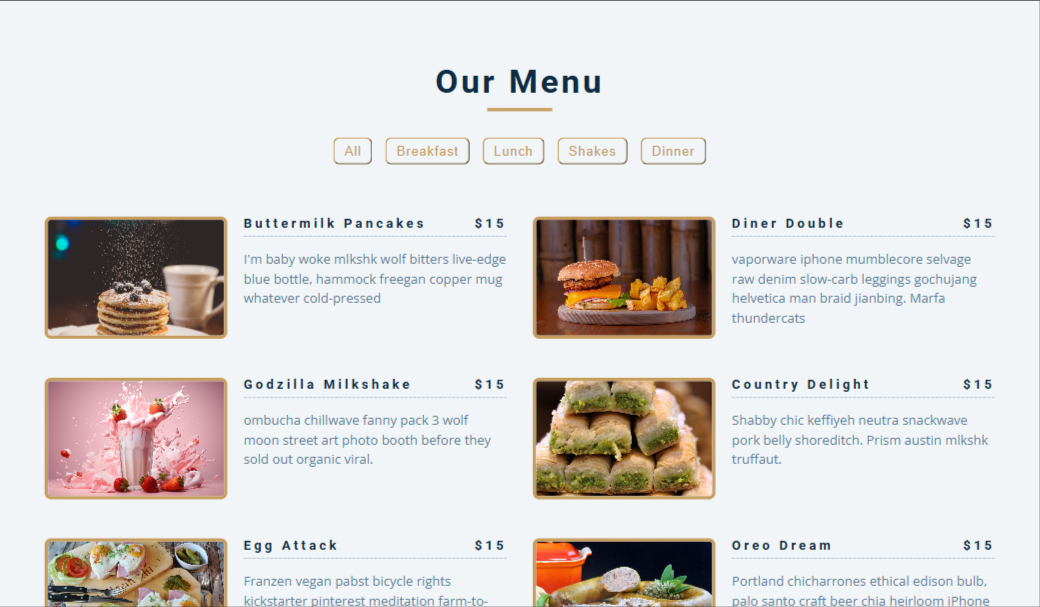 Our Menu
All Breakfast Lunch Shakes Dinner
Buttermilk Pancakes $15
I'm baby woke mlkshk wolf bitters live-edge
blue bottle, hammock freegan copper mug
whatever cold-pressed
Diner Double $15
vaporware iphone mumblecore selvage
raw denim slow-carb leggings gochujang
helvetica man braid jianbing. Marfa
thundercats
Godzilla Milkshake $15
ombucha chillwave fanny pack 3 wolf
moon street art photo booth before they
sold out organic viral.
Country Delight $15
Shabby chic keffiyeh neutra snackwave
pork belly shoreditch. Prism austin mlkshk
truffaut.
Egg Attack $15
Franzen vegan pabst bicycle rights
kickstarter pinterest meditation farm-to-
Oreo Dream $15
Portland chicharrones ethical edison bulb,
palo santo craft beer chia heirloom iPhone